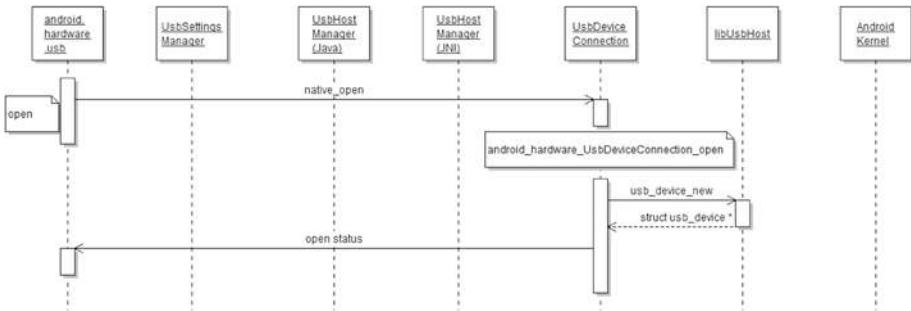 android.
hardware
.usb
UsbSettings
Manager
UsbHost
Manager
(Java)
UsbHost
Manager
(JNI)
UsbDevice
Connection
libUsbHost
Android
Kernel
native_open
open
android_hardware_UsbDeviceConnection_open
usb_device_new
struct usb_device *
open status